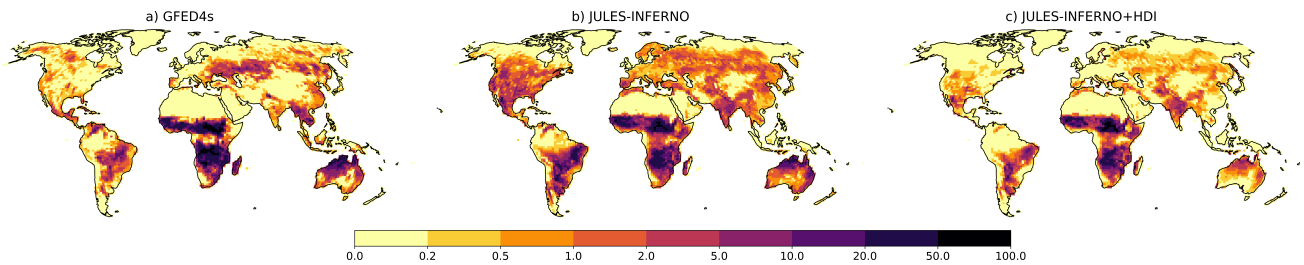 a) GFED4s
b) JULES-INFERNO
c) JULES-INFERNO+HDI
0.0 0.2 0.5 1.0 2.0 5.0 10.0 20.0 50.0 100.0